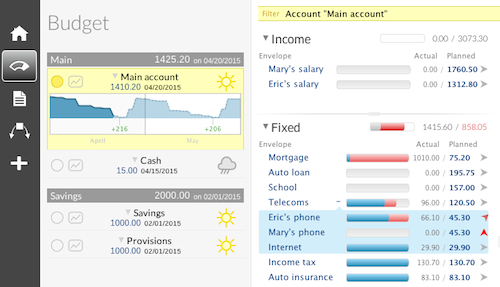 Budget
Main 1425.20 on 04/20/2015
Main account
1410.20 04/20/2015
+216 +60
April May
Cash
15.00 04/15/2015
Savings 2000.00 on 02/01/2015
Savings
1000.00 02/01/2015
Provisions
1000.00 02/01/2015
Filter Account "Main account"
Income 0.00 / 3073.30
Envelope Actual Planned
Mary's salary 0.00 / 1760.50
Eric's salary 0.00 / 1312.80
Fixed 1415.60 / 858.05
Envelope Actual Planned
Mortgage 1010.00 / 75.20
Auto loan 0.00 / 195.75
School 0.00 / 157.00
Telecoms 96.00 / 120.50
Eric's phone 66.10 / 45.30
Mary's phone 0.00 / 45.30
Internet 29.90 / 29.90
Income tax 130.70 / 130.70
Auto insurance 83.10 / 83.10